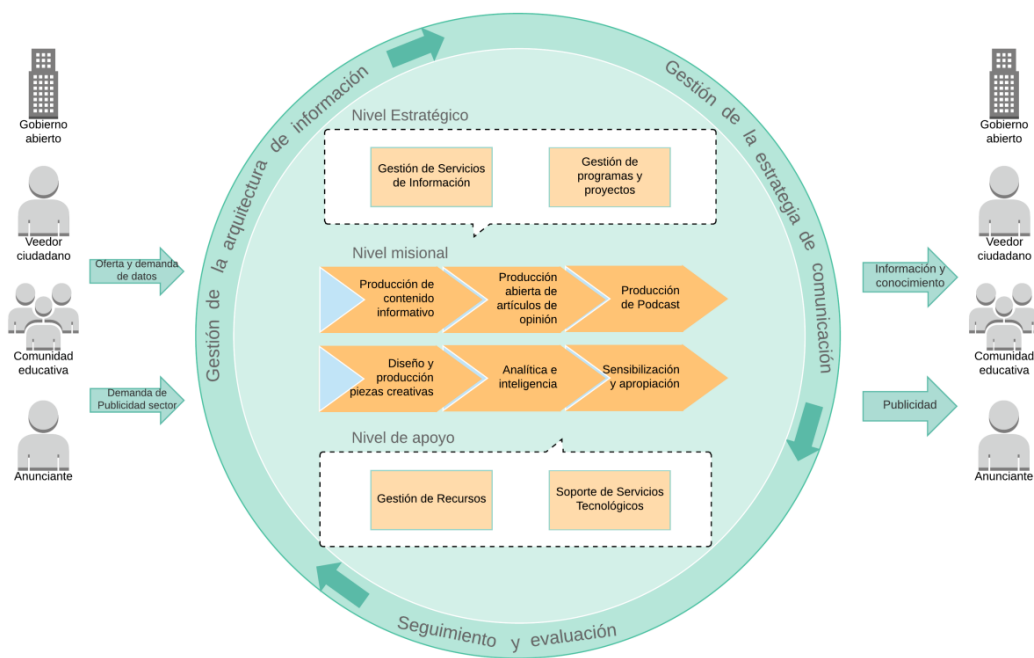 Gobierno
abierto
Veedor
ciudadano
Comunidad
educativa
Anunciante
Oferta y demanda
de datos
Demanda de
Publicidad sector
Gestión de la arquitectura de información
Gestión de la estrategia de comunicación
Seguimiento y evaluación
Nivel Estratégico
Gestión de Servicios
de Información
Gestión de
programas y
proyectos
Nivel misional
Producción de
contenido
informativo
Producción
abierta de
artículos de
opinión
Producción
de Podcast
Diseño y
producción
piezas creativas
Analítica e
inteligencia
Sensibilización
y apropiación
Nivel de apoyo
Gestión de Recursos
Soporte de Servicios
Tecnológicos
Información y
conocimiento
Publicidad
Gobierno
abierto
Veedor
ciudadano
Comunidad
educativa
Anunciante